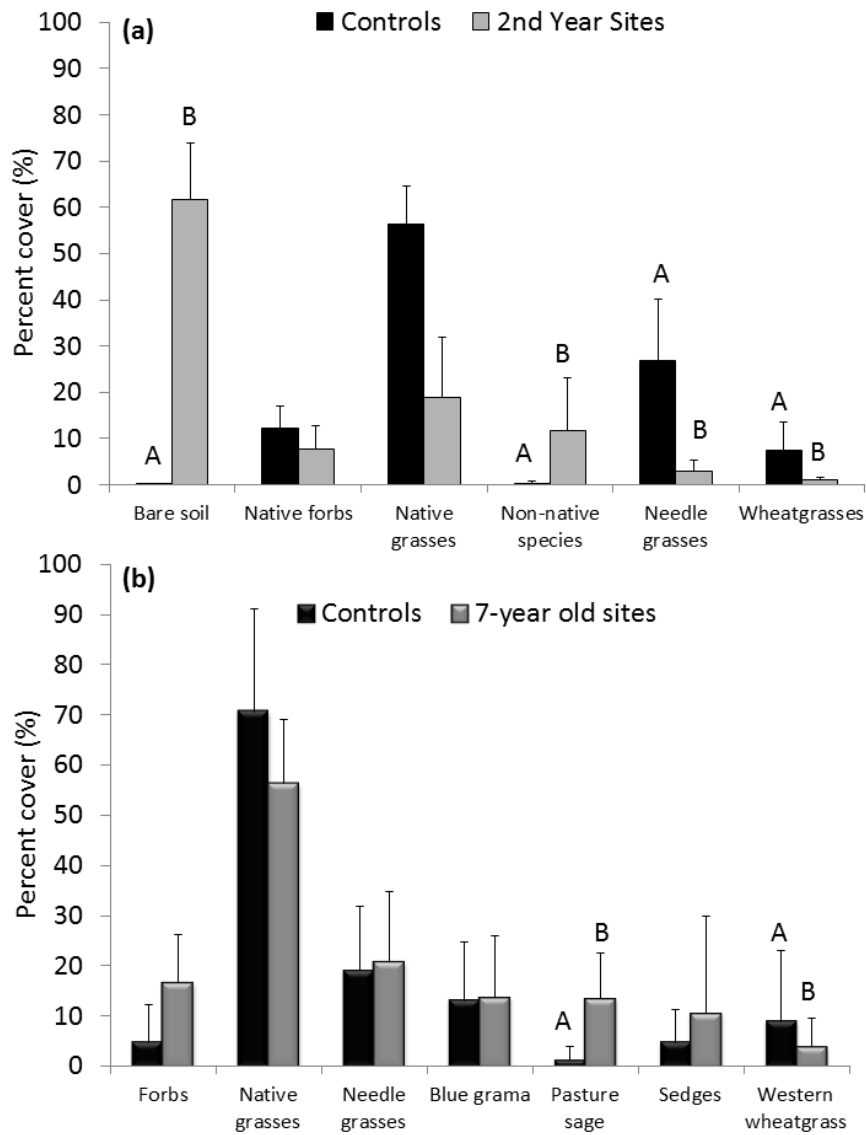 (a)
Controls 2nd Year Sites
Percent cover (%)
100
90
80
70
60
50
40
30
20
10
0
A B
A B
A B
A B
Bare soil Native forbs Native grasses Non-native species Needle grasses Wheatgrasses
(b)
Controls 7-year old sites
Percent cover (%)
100
90
80
70
60
50
40
30
20
10
0
A B
A B
Forbs Native grasses Needle grasses Blue grama Pasture sage Sedges Western wheatgrass